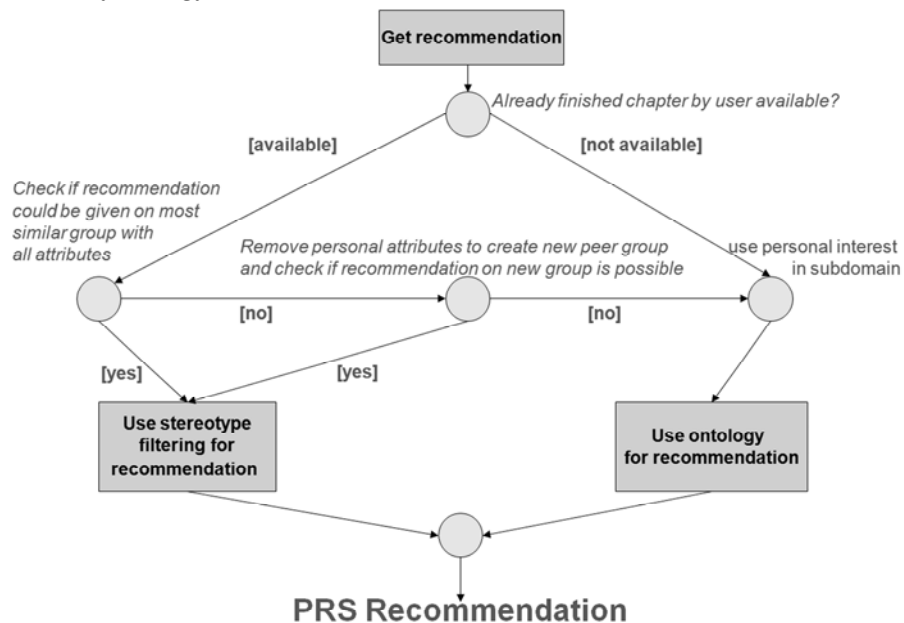 Get recommendation
Already finished chapter by user available?
[available]
[not available]
Check if recommendation
could be given on most
similar group with
all attributes
Remove personal attributes to create new peer group
and check if recommendation on new group is possible
use personal interest
in subdomain
[no]
[no]
[yes]
[yes]
Use stereotype
filtering for
recommendation
Use ontology
for recommendation
PRS Recommendation